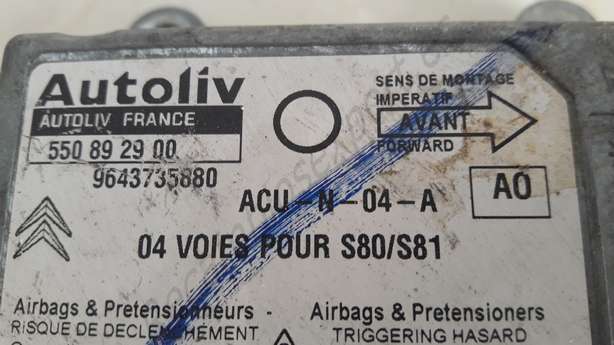 Autoliv
AUTOLIV FRANCE
550 89 29 00
9643735880
SENS DE MONTAGE
IMPERATIF
AVANT
FORWARD
ACU-N-04-A
A0
04 VOIES POUR S80/S81
Airbags & Pretensionneurs -
RISQUE DE DECLENCHEMENT
Airbags & Pretensioners
TRIGGERING HASARD